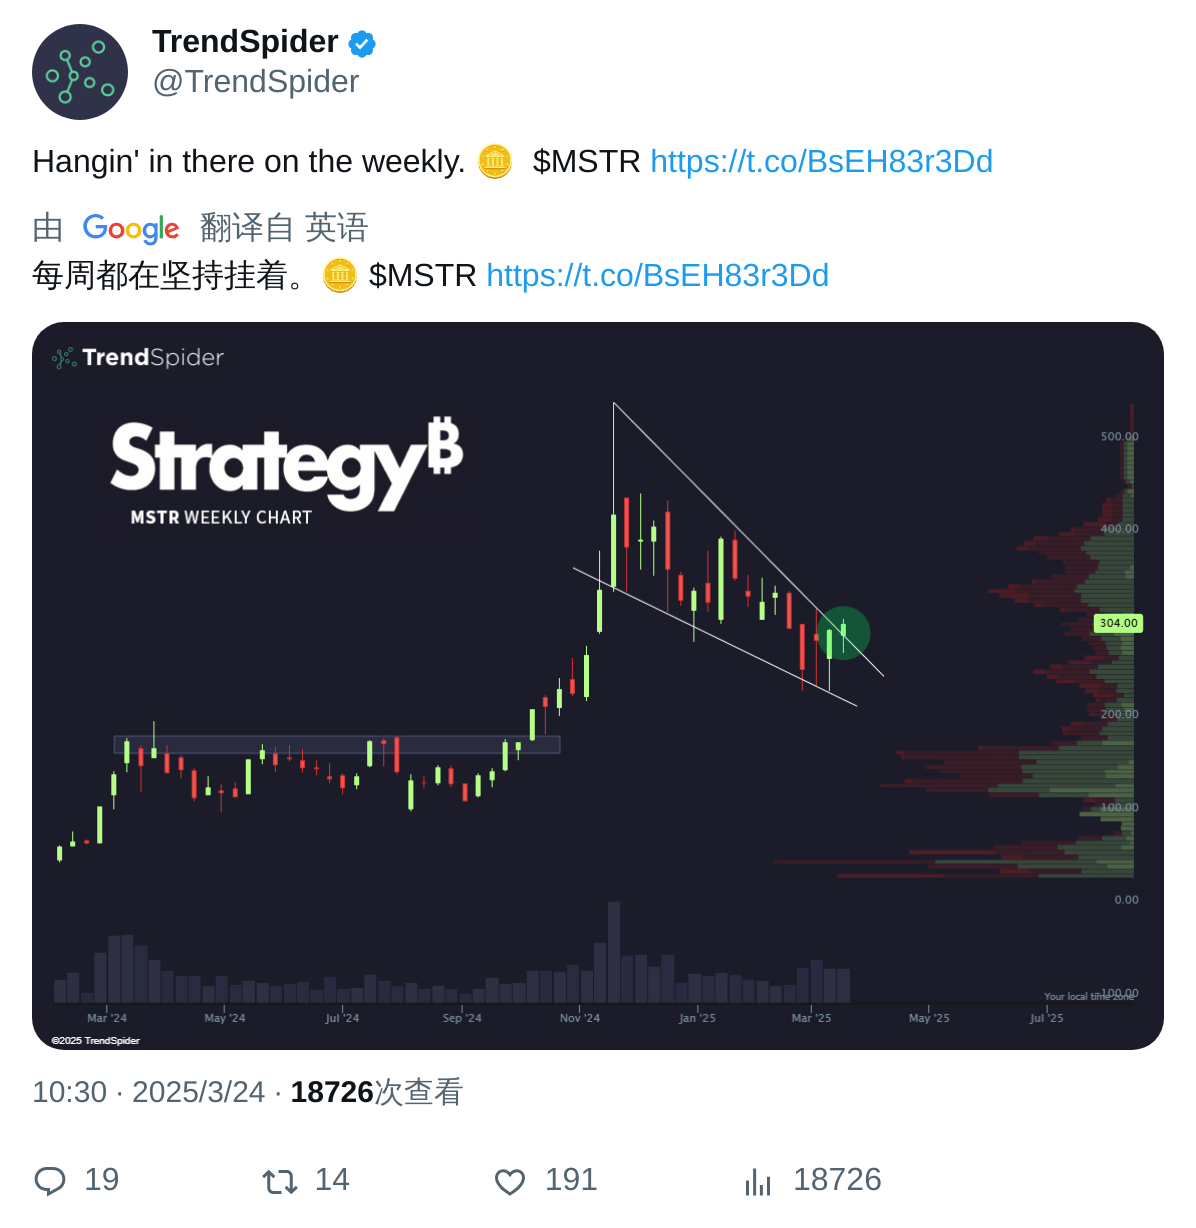 TrendSpider
@TrendSpider
Hangin' in there on the weekly. 🪙 $MSTR https://t.co/BsEH83r3Dd
由 Google 翻译自 英语
每周都在坚持挂着。🪙 $MSTR https://t.co/BsEH83r3Dd
TrendSpider
Strategy₿
MSTR WEEKLY CHART
500.00
400.00
304.00
200.00
100.00
0.00
-100.00
Your local time zone
Mar '24 May '24 Jul '24 Sep '24 Nov '24 Jan '25 Mar '25 May '25 Jul '25
©2025 TrendSpider
10:30 · 2025/3/24 · 18726次查看
19 14 191 18726